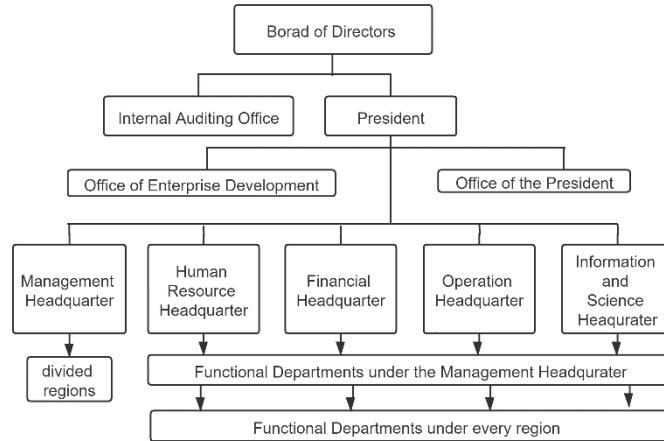 Borad of Directors
Internal Auditing Office
President
Office of Enterprise Development
Office of the President
Management
Headquarter
Human
Resource
Headquarter
Financial
Headquarter
Operation
Headquarter
Information
and
Science
Heaqurater
divided
regions
Functional Departments under the Management Headqurater
Functional Departments under every region